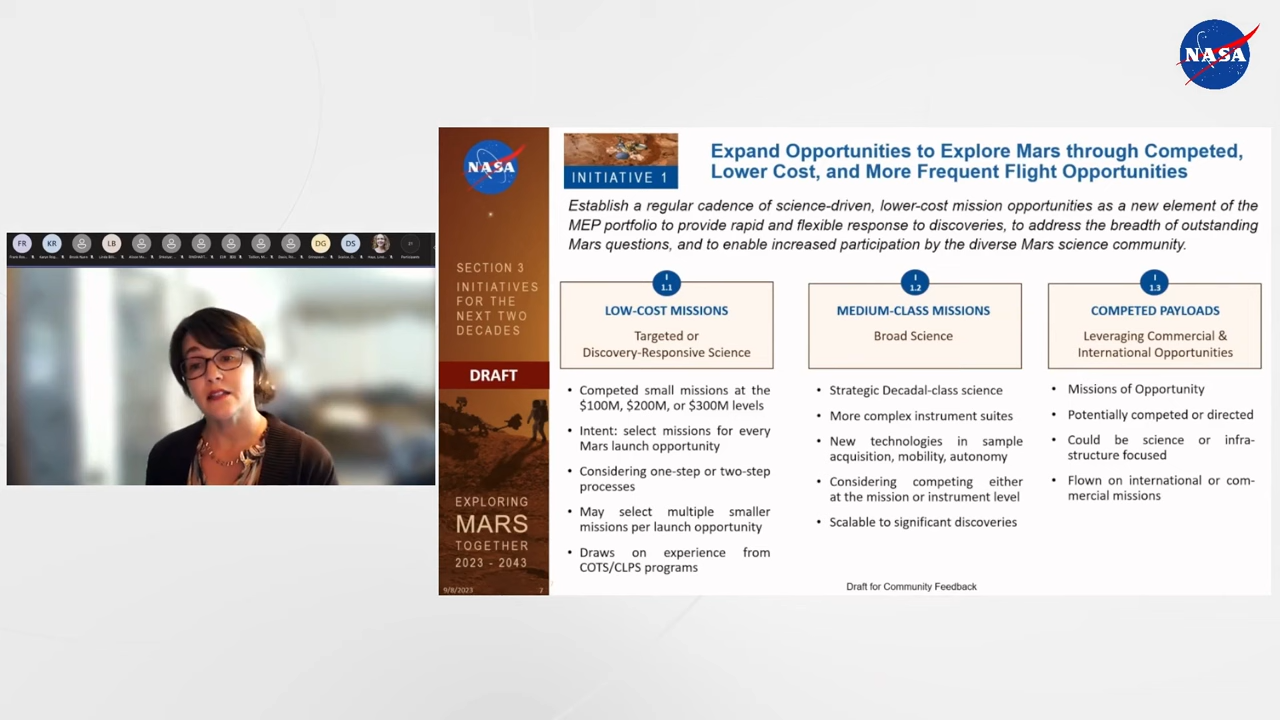 NASA
FR KR LB DG DS
Participants
NASA
SECTION 3
INITIATIVES
FOR THE
NEXT TWO
DECADES
DRAFT
EXPLORING
MARS
TOGETHER
2023 - 2043
9/8/2023 2
INITIATIVE 1
Expand Opportunities to Explore Mars through Competed,
Lower Cost, and More Frequent Flight Opportunities
Establish a regular cadence of science-driven, lower-cost mission opportunities as a new element of the
MEP portfolio to provide rapid and flexible response to discoveries, to address the breadth of outstanding
Mars questions, and to enable increased participation by the diverse Mars science community.
I
1.1
LOW-COST MISSIONS
Targeted or
Discovery-Responsive Science
• Competed small missions at the
$100M, $200M, or $300M levels
• Intent: select missions for every
Mars launch opportunity
• Considering one-step or two-step
processes
• May select multiple smaller
missions per launch opportunity
• Draws on experience from
COTS/CLPS programs
I
1.2
MEDIUM-CLASS MISSIONS
Broad Science
• Strategic Decadal-class science
• More complex instrument suites
• New technologies in sample
acquisition, mobility, autonomy
• Considering competing either
at the mission or instrument level
• Scalable to significant discoveries
I
1.3
COMPETED PAYLOADS
Leveraging Commercial &
International Opportunities
• Missions of Opportunity
• Potentially competed or directed
• Could be science or infra-
structure focused
• Flown on international or com-
mercial missions
Draft for Community Feedback